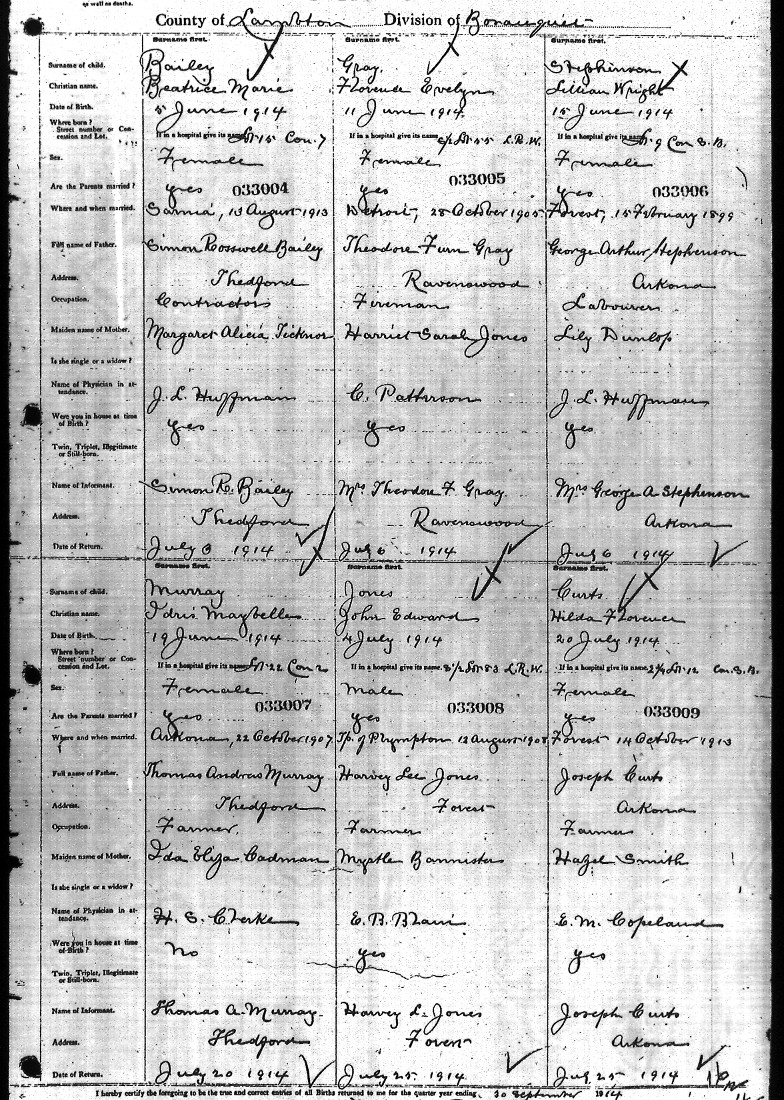 as well as deaths.
County of Lambton Division of Bosanquet
Surname first. Surname first. Surname first.
Surname of child. Bailey Gray Stephenson
Christian name. Beatrice Marie Florence Evelyn Lillian Wright
Date of Birth. 5 June 1914 11 June 1914 15 June 1914
Where born?
Street number or Concession and Lot. If in a hospital give its name Lot 15 Con. 7 If in a hospital give its name E/2 Lot 55 L.R.W. If in a hospital give its name Lot 9 Con S.B.
Sex. Female Female Female
Are the Parents married? yes 033004 yes 033005 yes 033006
Where and when married. Sarnia, 13 August 1913 Detroit, 28 October 1905 Forest, 15 February 1899
Full name of Father. Simon Rosswell Bailey Theodore Gray George Arthur Stephenson
Address. Thedford Ravenswood Arkona
Occupation. Contractors Fireman Labourer
Maiden name of Mother. Margaret Alicia Ticknor Harriet Sarah Jones Lily Dunlop
Is she single or a widow?
Name of Physician in attendance. J. L. Huffman C. Patterson J. L. Huffman
Were you in house at time of Birth? yes yes yes
Twin, Triplet, Illegitimate or Still-born.
Name of Informant. Simon R. Bailey Mrs Theodore F Gray Mrs George A Stephenson
Address. Thedford Ravenswood Arkona
Date of Return. July 3 1914 July 6 1914 July 6 1914
Surname first. Surname first. Surname first.
Surname of child. Murray Jones Curts
Christian name. Idris Maybelle John Edward Hilda Florence
Date of Birth. 19 June 1914 4 July 1914 20 July 1914
Where born?
Street number or Concession and Lot. If in a hospital give its name Lot 22 Con 2 If in a hospital give its name. Lot 53 L.R.W. If in a hospital give its name. Lot 12 Con. S.B.
Sex. Female Male Female
Are the Parents married? yes 033007 yes 033008 yes 033009
Where and when married. Arkona, 22 October 1907 Tp. of Plympton 12 August 1908 Forest 14 October 1913
Full name of Father. Thomas Andrew Murray Harvey Lee Jones Joseph Curts
Address. Thedford Forest Arkona
Occupation. Farmer Farmer Farmer
Maiden name of Mother. Ida Eliza Cadman Myrtle Bannister Hazel Smith
Is she single or a widow?
Name of Physician in attendance. H. S. Clerke E. B. Blain E. M. Copeland
Were you in house at time of Birth? No yes yes
Twin, Triplet, Illegitimate or Still-born.
Name of Informant. Thomas A. Murray Harvey L. Jones Joseph Curts
Address. Thedford Forest Arkona
Date of Return. July 20 1914 July 25 1914 July 25 1914
I hereby certify the foregoing to be the true and correct entries of all Births returned to me for the quarter year ending 30 September 1914